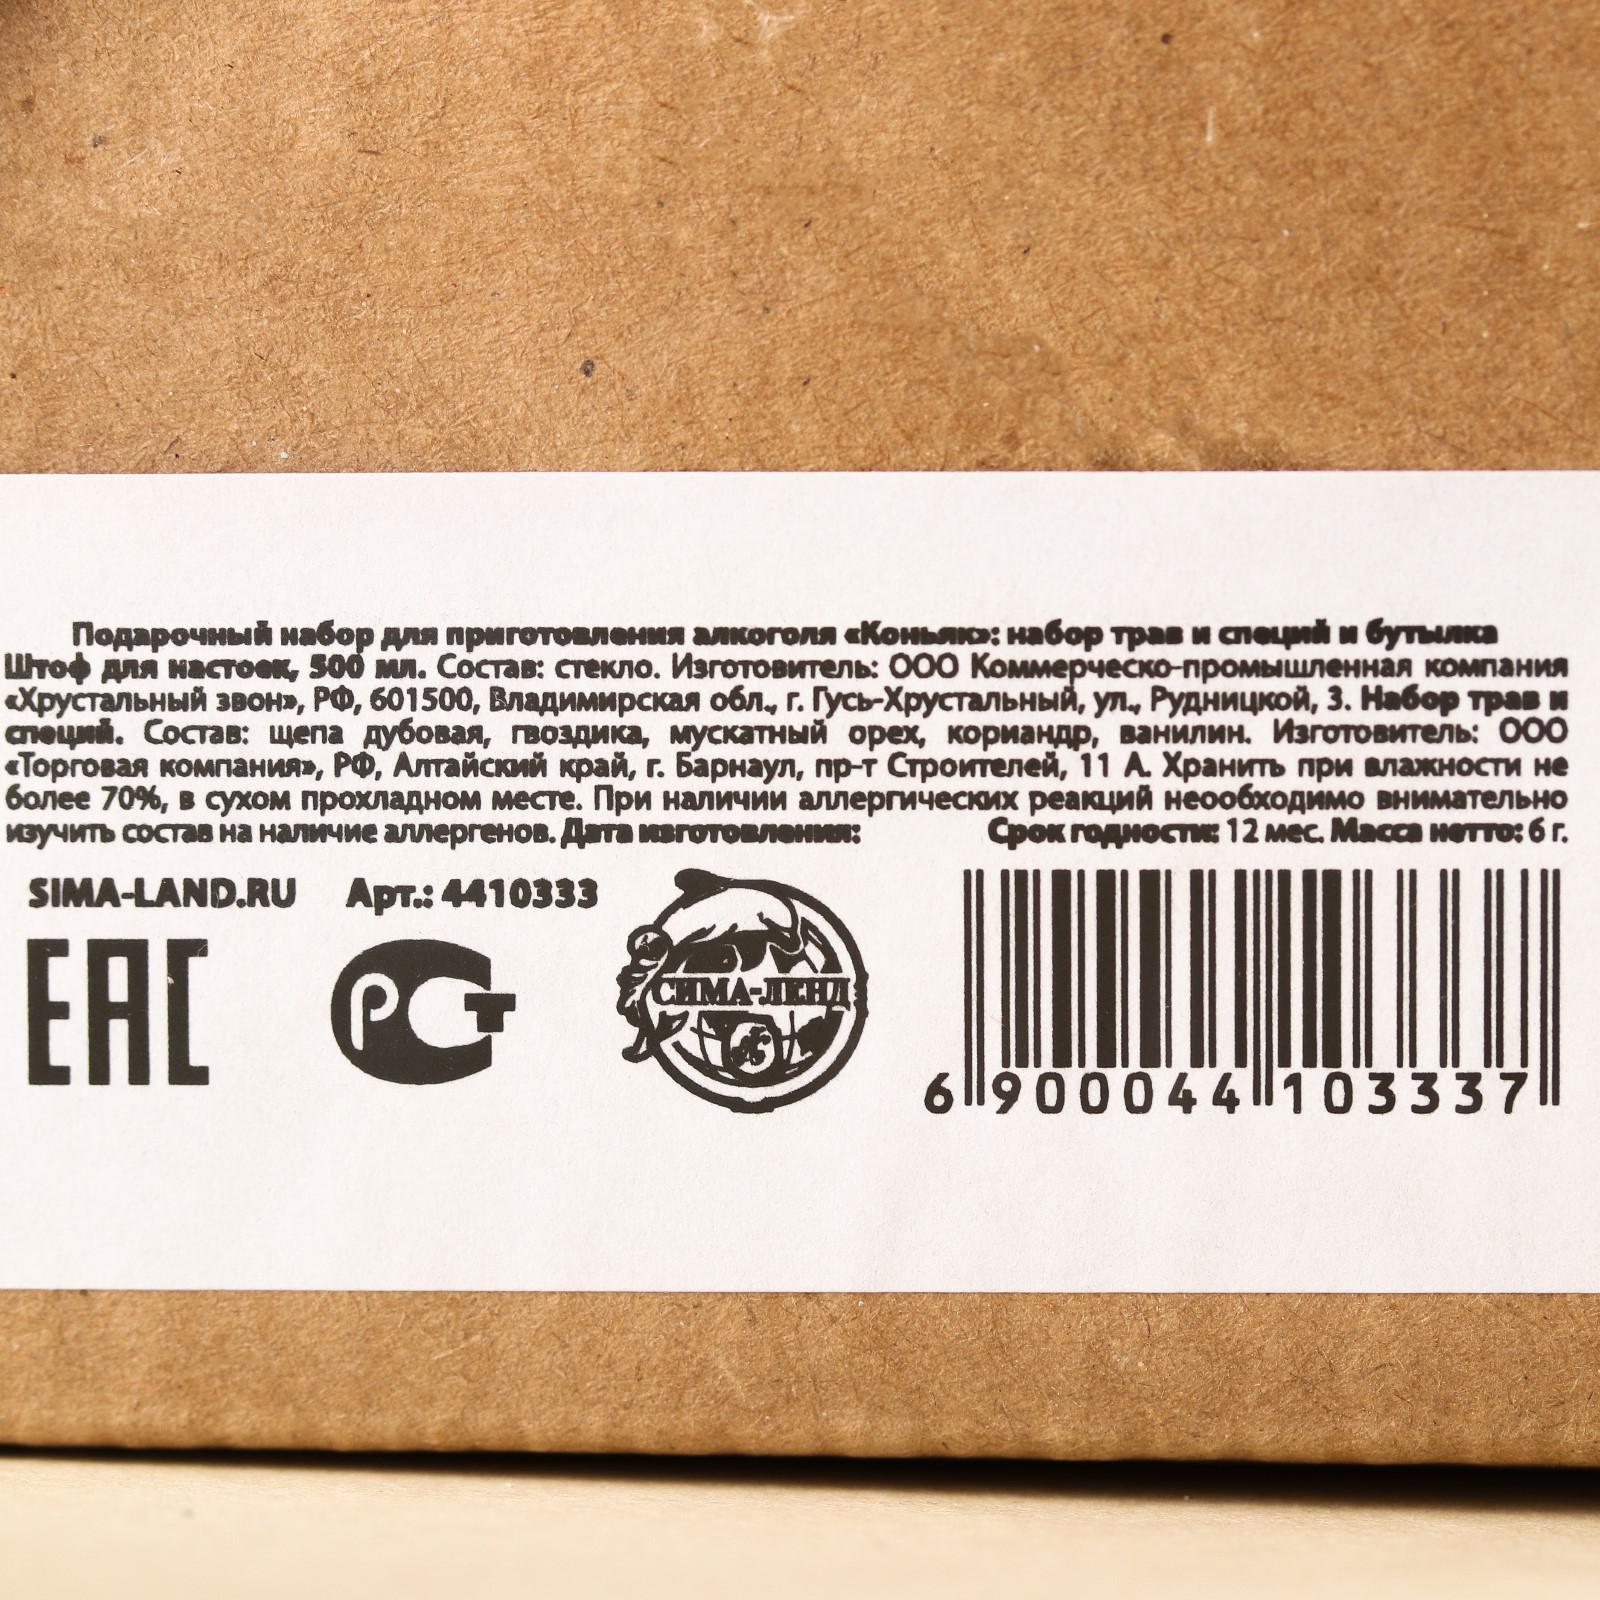 Подарочный набор для приготовления алкоголя «Коньяк»: набор трав и специй и бутылка
Штоф для настоек, 500 мл. Состав: стекло. Изготовитель: ООО Коммерческо-промышленная компания
«Хрустальный звон», РФ, 601500, Владимирская обл., г. Гусь-Хрустальный, ул., Рудницкой, 3. Набор трав и
специй. Состав: щепа дубовая, гвоздика, мускатный орех, кориандр, ванилин. Изготовитель: ООО
«Торговая компания», РФ, Алтайский край, г. Барнаул, пр-т Строителей, 11 А. Хранить при влажности не
более 70%, в сухом прохладном месте. При наличии аллергических реакций неообходимо внимательно
изучить состав на наличие аллергенов. Дата изготовления: Срок годности: 12 мес. Масса нетто: 6 г.
SIMA-LAND.RU Арт.: 4410333
ЕАС РСТ СИМА-ЛЕНД
6 900044 103337